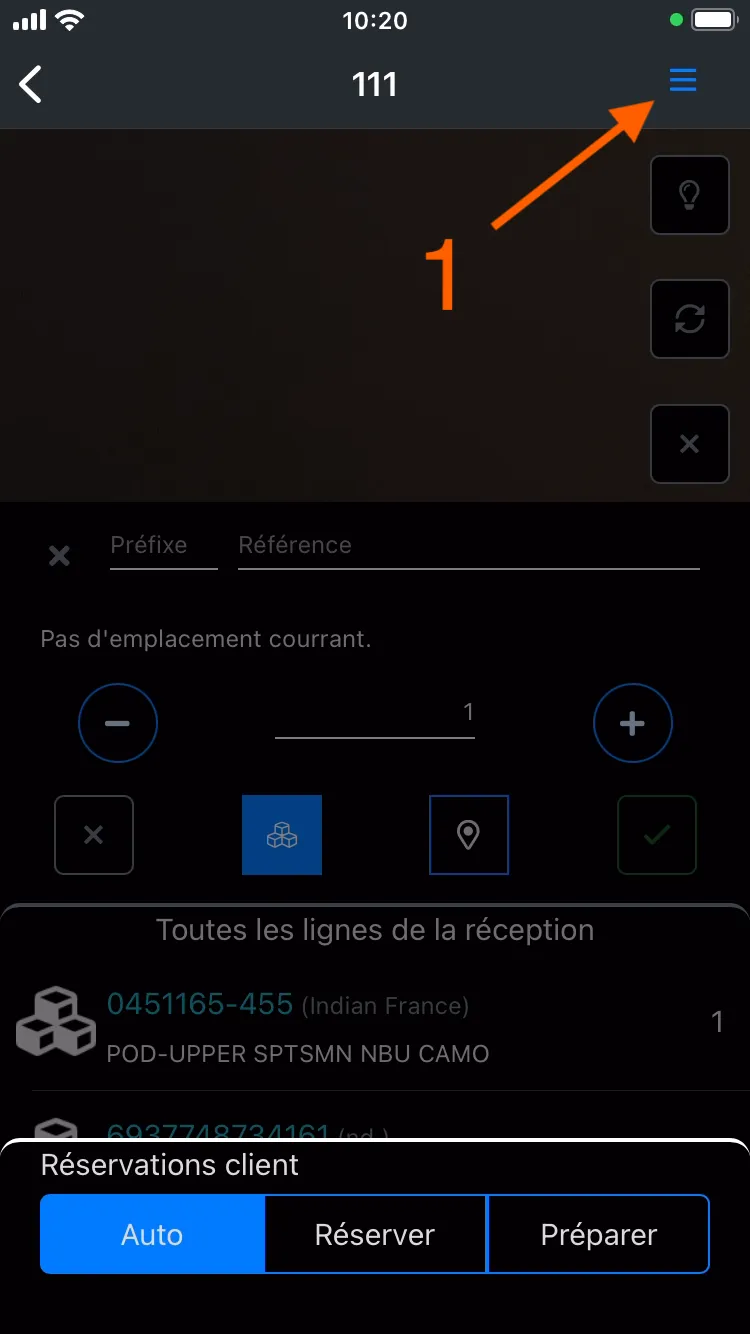 10:20
111
1
Préfixe
Référence
Pas d'emplacement courant.
1
Toutes les lignes de la réception
0451165-455 (Indian France)
1
POD-UPPER SPTSMN NBU CAMO
6937748734161 (nd.)
Réservations client
Auto
Réserver
Préparer